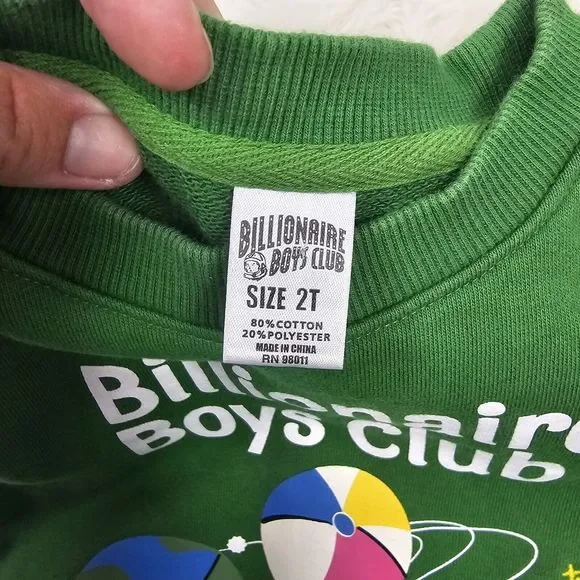 BILLIONAIRE
BOYS CLUB
SIZE 2T
80% COTTON
20% POLYESTER
MADE IN CHINA
RN 98011
Billionaire
Boys Club